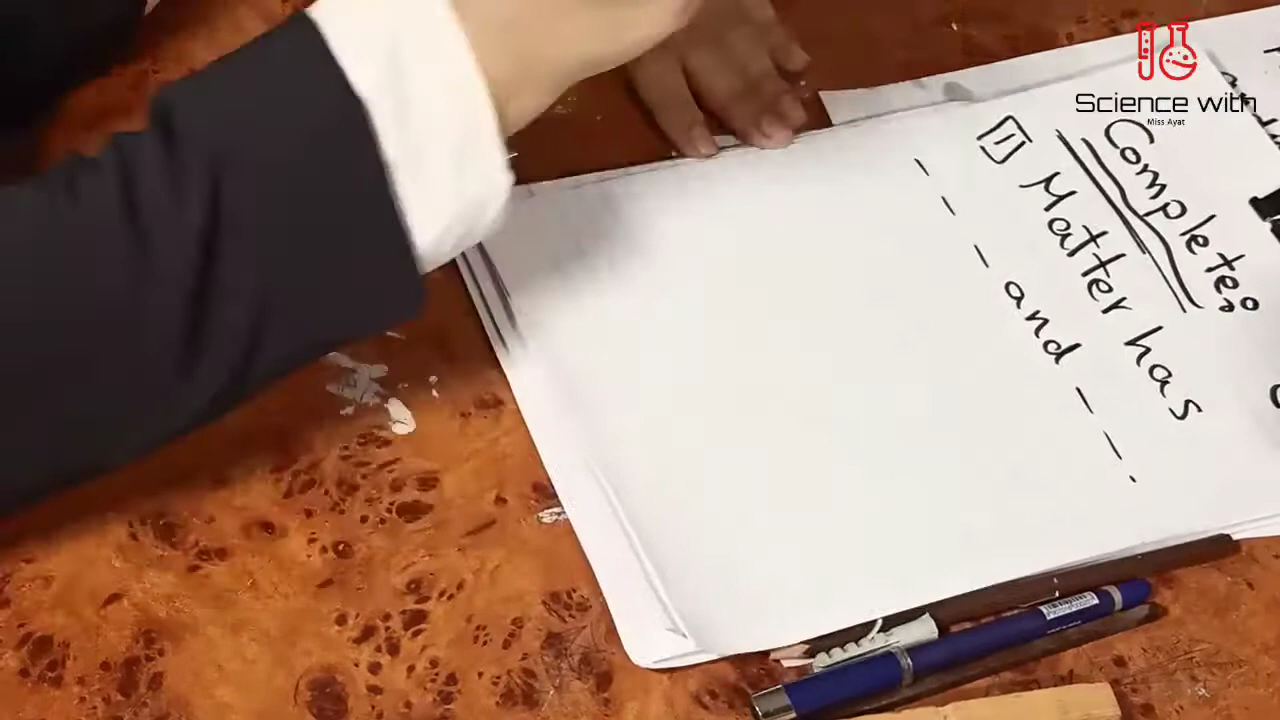 Science with
Miss Ayat
Complete:
1 Matter has
--- and ---.